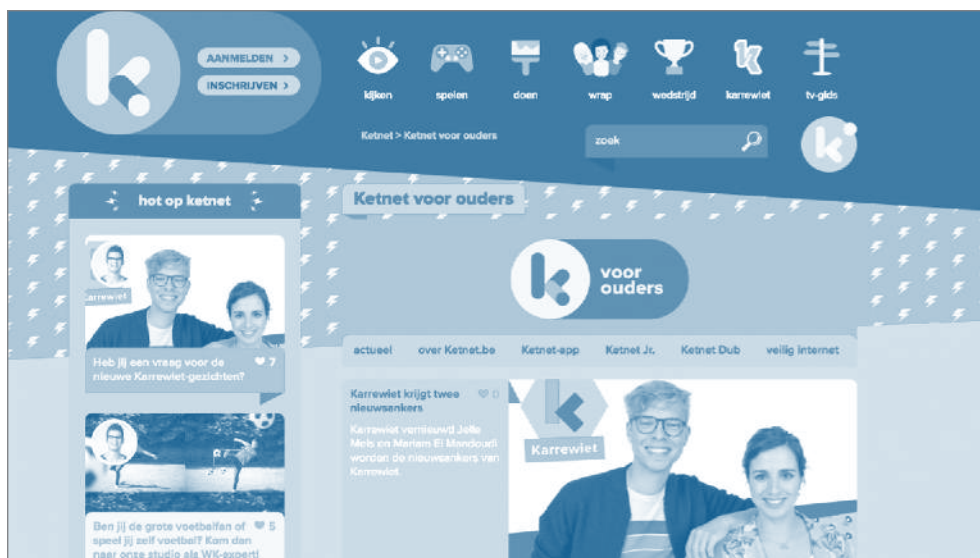 AANMELDEN >
INSCHRIJVEN >
kijken
spelen
doen
wrap
wedstrijd
karrewiet
tv-gids
Ketnet > Ketnet voor ouders
zoek
k
hot op ketnet
Karrewiet
Heb jij een vraag voor de
nieuwe Karrewiet-gezichten?
7
Ben jij de grote voetbalfan of
speel jij zelf voetbal? Kom dan
naar onze studio als WK-expert!
5
Ketnet voor ouders
k voor
ouders
actueel
over Ketnet.be
Ketnet-app
Ketnet Jr.
Ketnet Dub
veilig internet
Karrewiet krijgt twee
nieuwsankers
0
Karrewiet vernieuwt! Jelle
Mels en Mariam El Mandoudi
worden de nieuwsankers van
Karrewiet.
Karrewiet